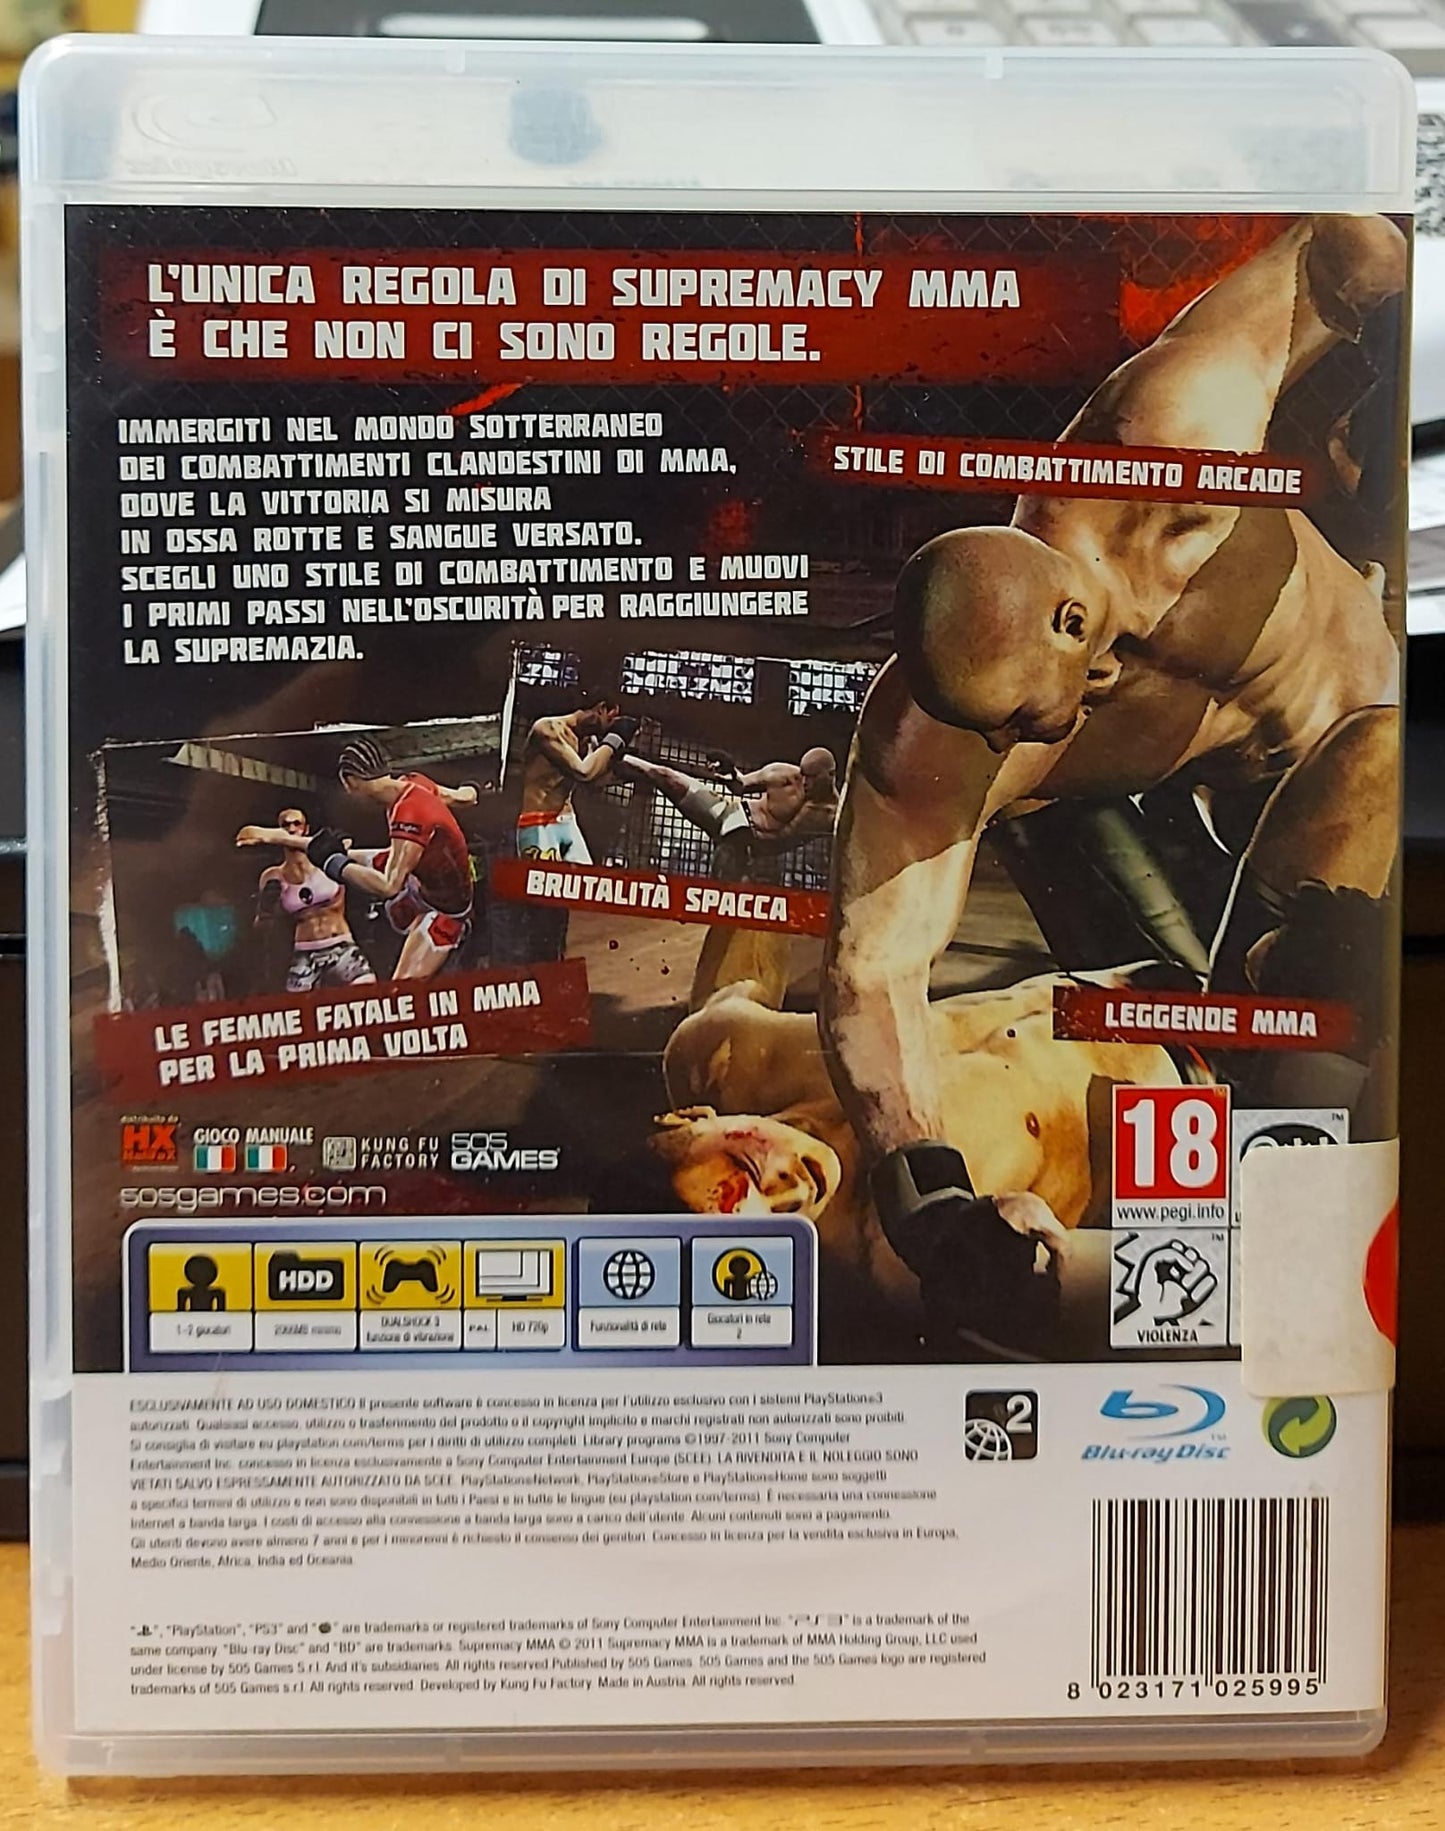 L'UNICA REGOLA DI SUPREMACY MMA
È CHE NON CI SONO REGOLE.
IMMERGITI NEL MONDO SOTTERRANEO
DEI COMBATTIMENTI CLANDESTINI DI MMA,
DOVE LA VITTORIA SI MISURA
IN OSSA ROTTE E SANGUE VERSATO.
SCEGLI UNO STILE DI COMBATTIMENTO E MUOVI
I PRIMI PASSI NELL'OSCURITÀ PER RAGGIUNGERE
LA SUPREMAZIA.
STILE DI COMBATTIMENTO ARCADE
BRUTALITÀ SPACCA
LE FEMME FATALE IN MMA
PER LA PRIMA VOLTA
LEGGENDE MMA
distribuito da
HX
Halifax
GIOCO MANUALE
KUNG FU
FACTORY
505
GAMES
505games.com
18
www.pegi.info
VIOLENZA
HDD
1-2 giocatori
DUALSHOCK 3
funzione di vibrazione
PAL
HD 720p
Funzionalità di rete
Giocatori in rete
2
ESCLUSIVAMENTE AD USO DOMESTICO Il presente software è concesso in licenza per l'utilizzo esclusivo con i sistemi PlayStation®3
autorizzati. Qualsiasi accesso, utilizzo o trasferimento del prodotto o il copyright implicito e marchi registrati non autorizzati sono proibiti.
Si consiglia di visitare eu.playstation.com/terms per i diritti di utilizzo completi. Library programs ©1997-2011 Sony Computer
Entertainment Inc. concesso in licenza esclusivamente a Sony Computer Entertainment Europe (SCEE). LA RIVENDITA E IL NOLEGGIO SONO
VIETATI SALVO ESPRESSAMENTE AUTORIZZATO DA SCEE. PlayStation®Network, PlayStation®Store e PlayStation®Home sono soggetti
a specifici termini di utilizzo e non sono disponibili in tutti i Paesi e in tutte le lingue (eu.playstation.com/terms). È necessaria una connessione
Internet a banda larga. I costi di accesso alla connessione a banda larga sono a carico dell'utente. Alcuni contenuti sono a pagamento.
Gli utenti devono avere almeno 7 anni e per i minorenni è richiesto il consenso dei genitori. Concesso in licenza per la vendita esclusiva in Europa,
Medio Oriente, Africa, India ed Oceania.
2
Blu-ray Disc
"PlayStation", "PS3" and " " are trademarks or registered trademarks of Sony Computer Entertainment Inc. "PS3" is a trademark of the
same company. "Blu-ray Disc" and "BD" are trademarks. Supremacy MMA © 2011 Supremacy MMA is a trademark of MMA Holding Group, LLC used
under license by 505 Games S.r.l. And it's subsidiaries. All rights reserved Published by 505 Games. 505 Games and the 505 Games logo are registered
trademarks of 505 Games s.r.l. All rights reserved. Developed by Kung Fu Factory. Made in Austria. All rights reserved.
8 023171 025995